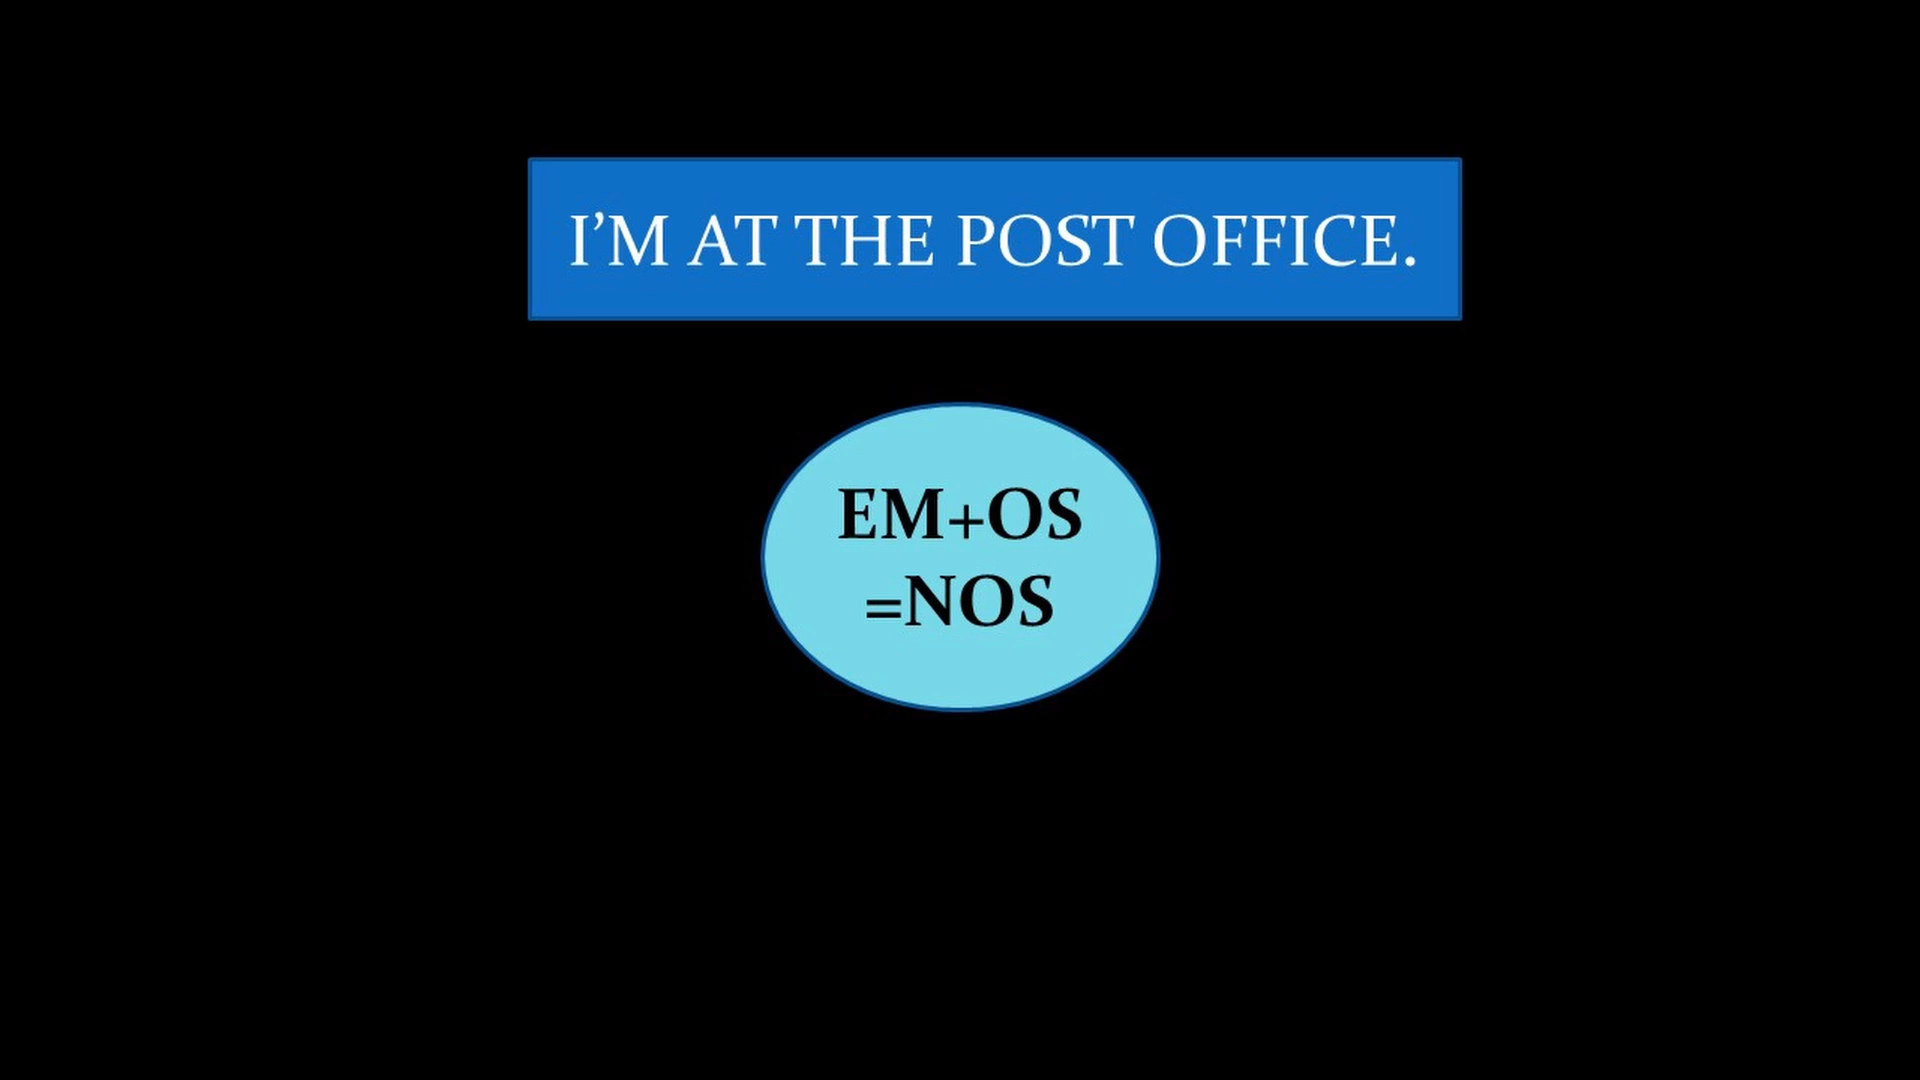 I’M AT THE POST OFFICE.
EM+OS
=NOS